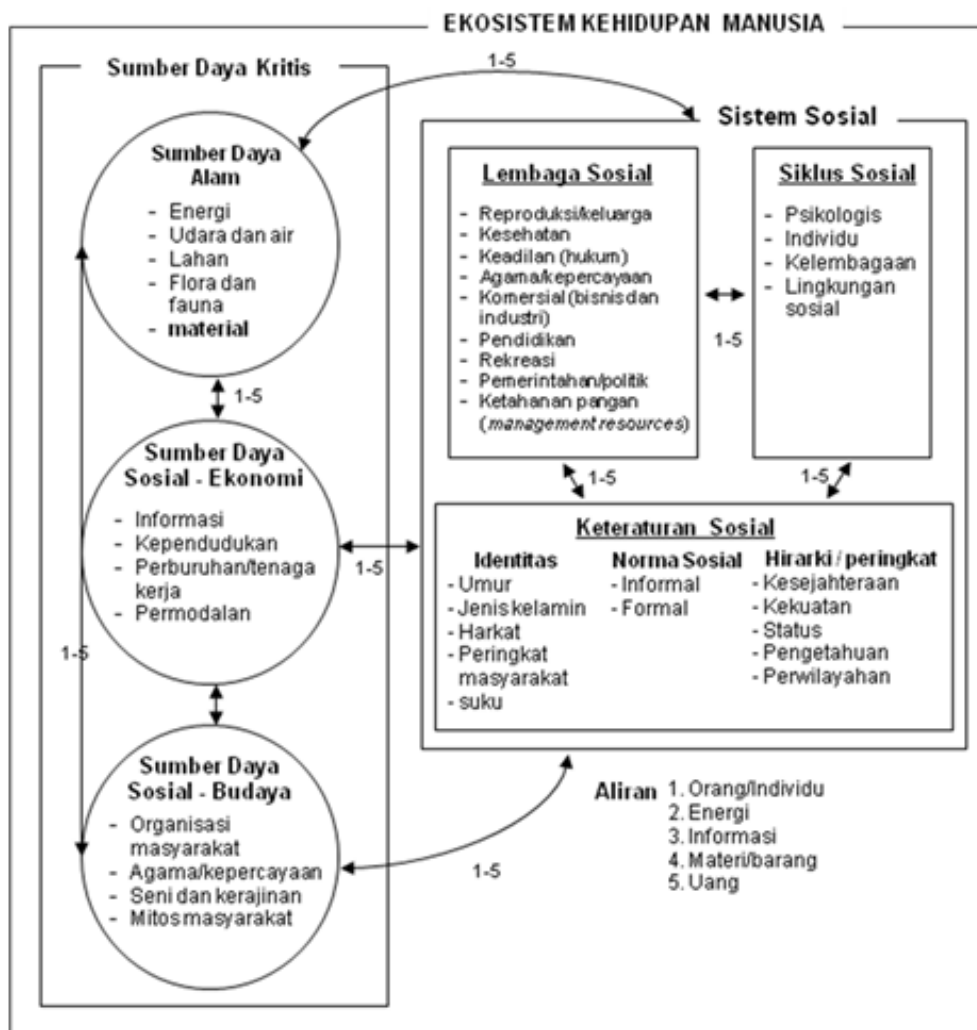 EKOSISTEM KEHIDUPAN MANUSIA
Sumber Daya Kritis
1-5
Sumber Daya
Alam
- Energi
- Udara dan air
- Lahan
- Flora dan
fauna
- material
1-5
Sumber Daya
Sosial - Ekonomi
- Informasi
- Kependudukan
- Perburuhan/tenaga
kerja
- Permodalan
1-5
1-5
Sumber Daya
Sosial - Budaya
- Organisasi
masyarakat
- Agama/kepercayaan
- Seni dan kerajinan
- Mitos masyarakat
1-5
Sistem Sosial
Lembaga Sosial
- Reproduksi/keluarga
- Kesehatan
- Keadilan (hukum)
- Agama/kepercayaan
- Komersial (bisnis dan
industri)
- Pendidikan
- Rekreasi
- Pemerintahan/politik
- Ketahanan pangan
(management resources)
1-5
Siklus Sosial
- Psikologis
- Individu
- Kelembagaan
- Lingkungan
sosial
1-5
1-5
Keteraturan Sosial
Identitas
- Umur
- Jenis kelamin
- Harkat
- Peringkat
masyarakat
- suku
Norma Sosial
- Informal
- Formal
Hirarki / peringkat
- Kesejahteraan
- Kekuatan
- Status
- Pengetahuan
- Perwilayahan
Aliran 1. Orang/Individu
2. Energi
3. Informasi
4. Materi/barang
5. Uang